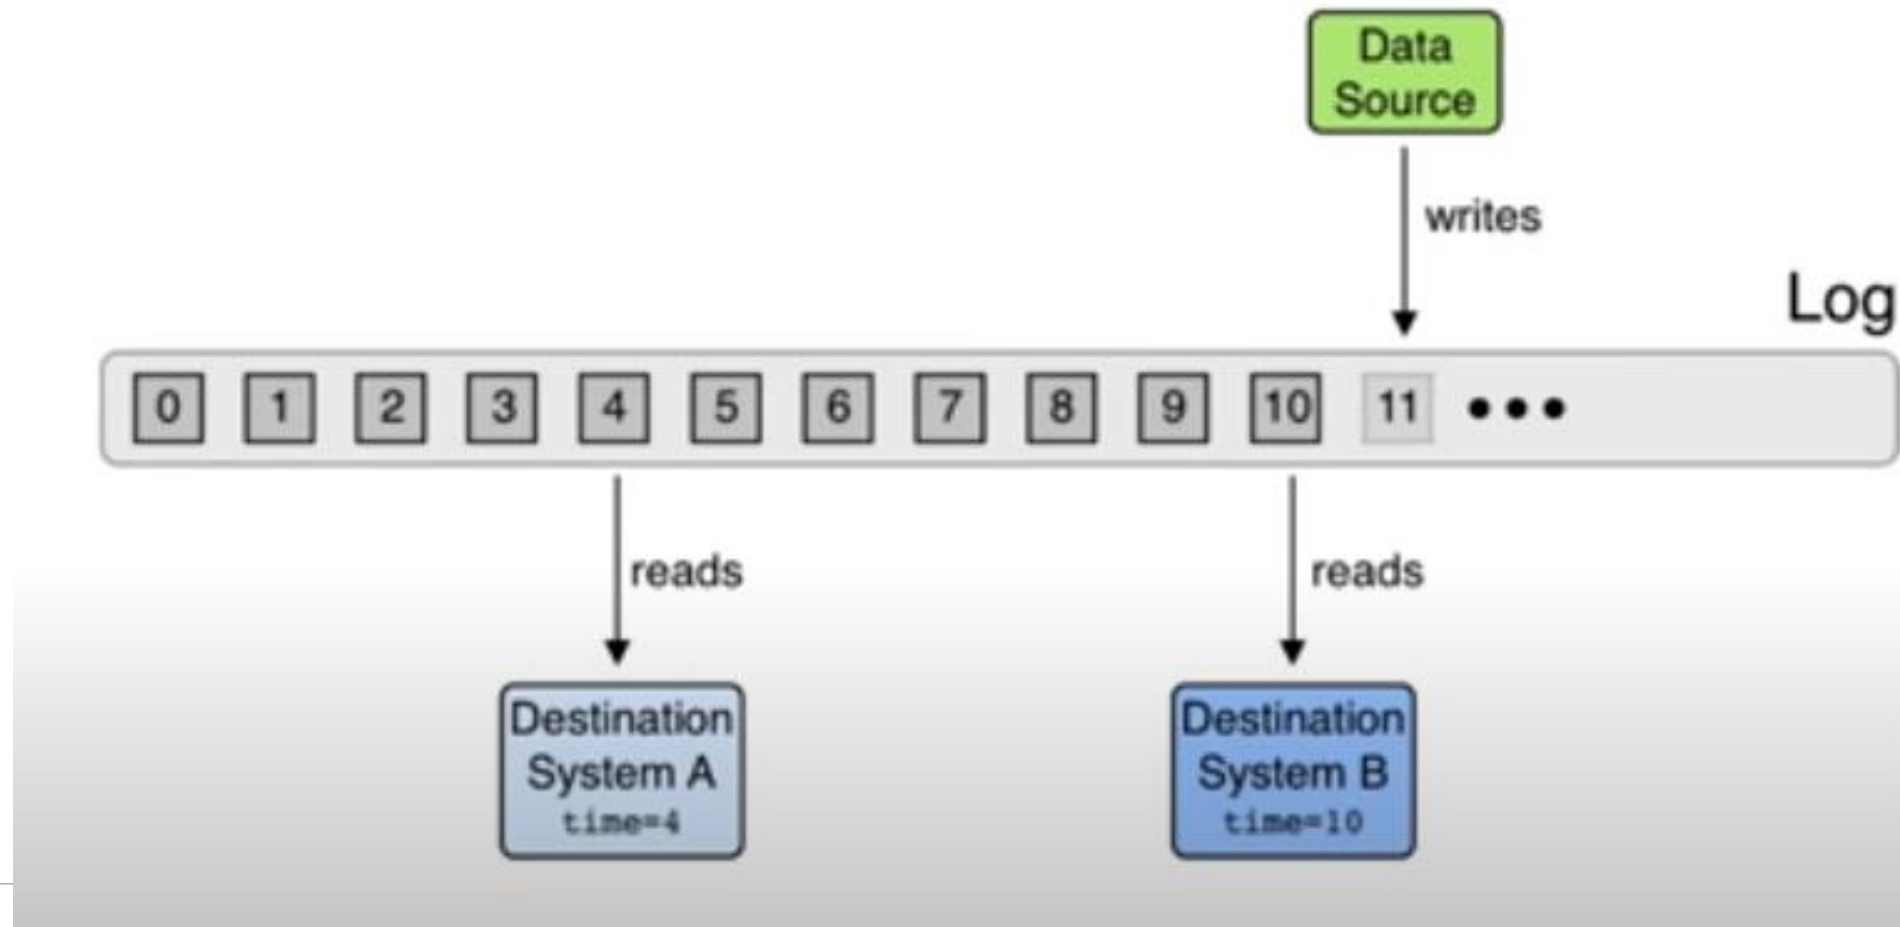 Data
Source
writes
Log
0 1 2 3 4 5 6 7 8 9 10 11 •••
reads
reads
Destination
System A
time=4
Destination
System B
time=10